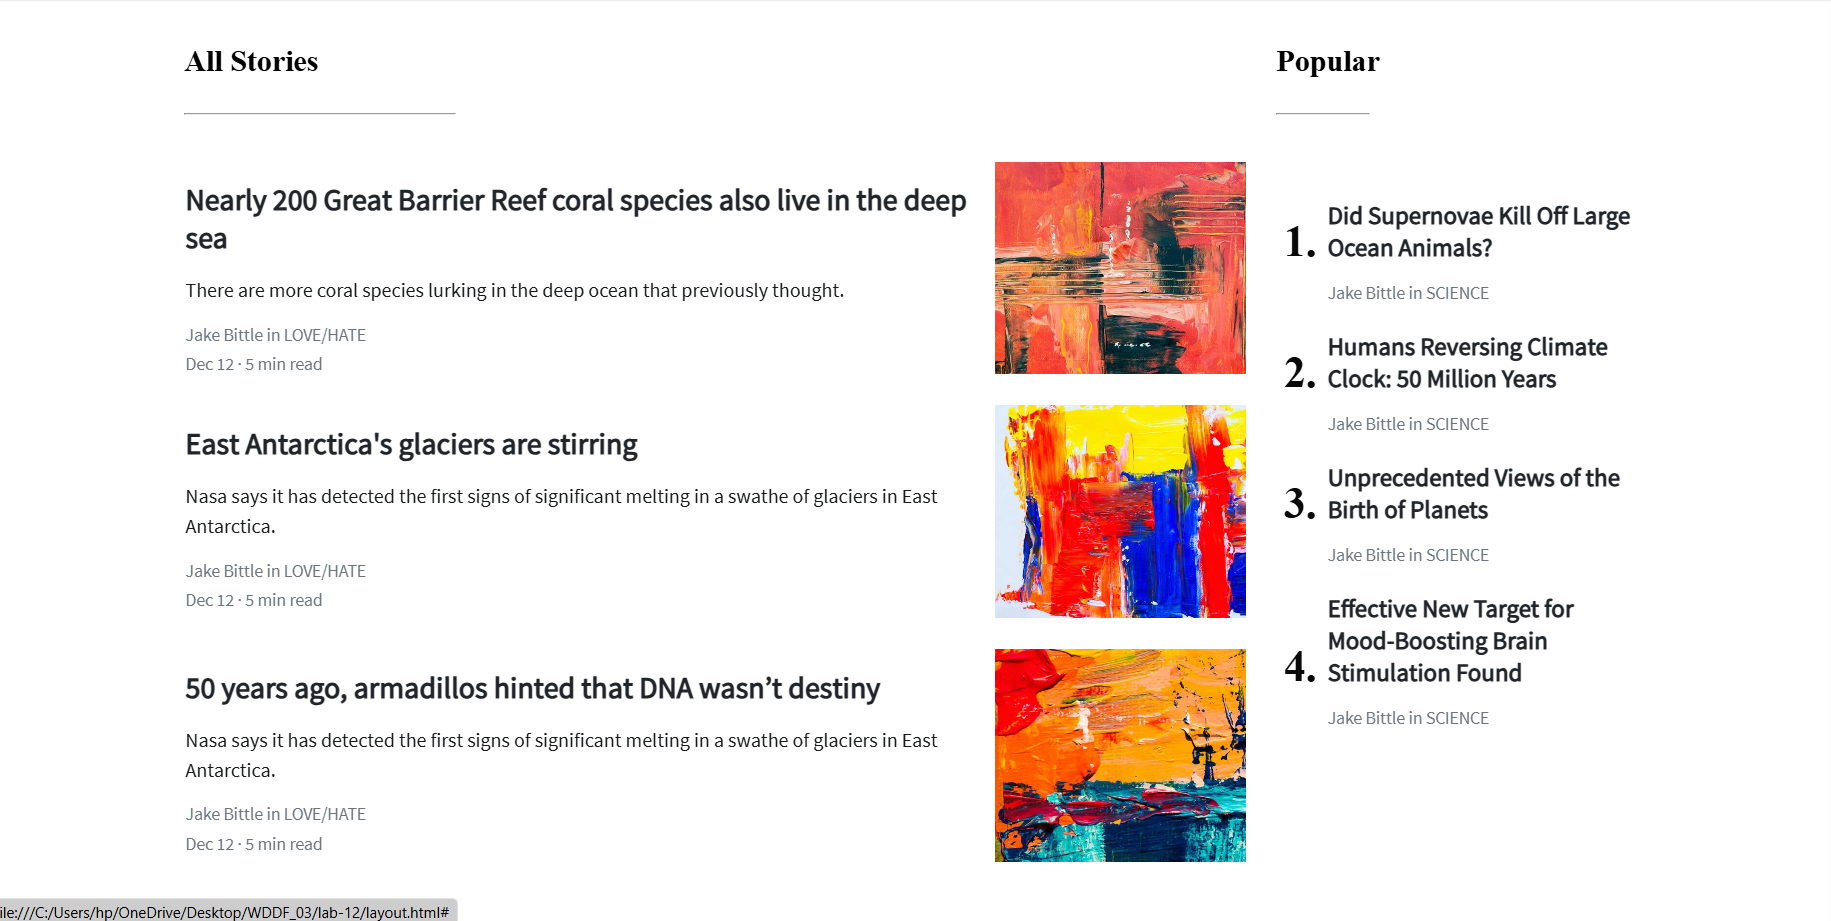 All Stories
Nearly 200 Great Barrier Reef coral species also live in the deep
sea
There are more coral species lurking in the deep ocean that previously thought.
Jake Bittle in LOVE/HATE
Dec 12 · 5 min read
East Antarctica's glaciers are stirring
Nasa says it has detected the first signs of significant melting in a swathe of glaciers in East
Antarctica.
Jake Bittle in LOVE/HATE
Dec 12 · 5 min read
50 years ago, armadillos hinted that DNA wasn’t destiny
Nasa says it has detected the first signs of significant melting in a swathe of glaciers in East
Antarctica.
Jake Bittle in LOVE/HATE
Dec 12 · 5 min read
Popular
1. Did Supernovae Kill Off Large
Ocean Animals?
Jake Bittle in SCIENCE
2. Humans Reversing Climate
Clock: 50 Million Years
Jake Bittle in SCIENCE
3. Unprecedented Views of the
Birth of Planets
Jake Bittle in SCIENCE
4. Effective New Target for
Mood-Boosting Brain
Stimulation Found
Jake Bittle in SCIENCE
ile:///C:/Users/hp/OneDrive/Desktop/WDDF_03/lab-12/layout.html#